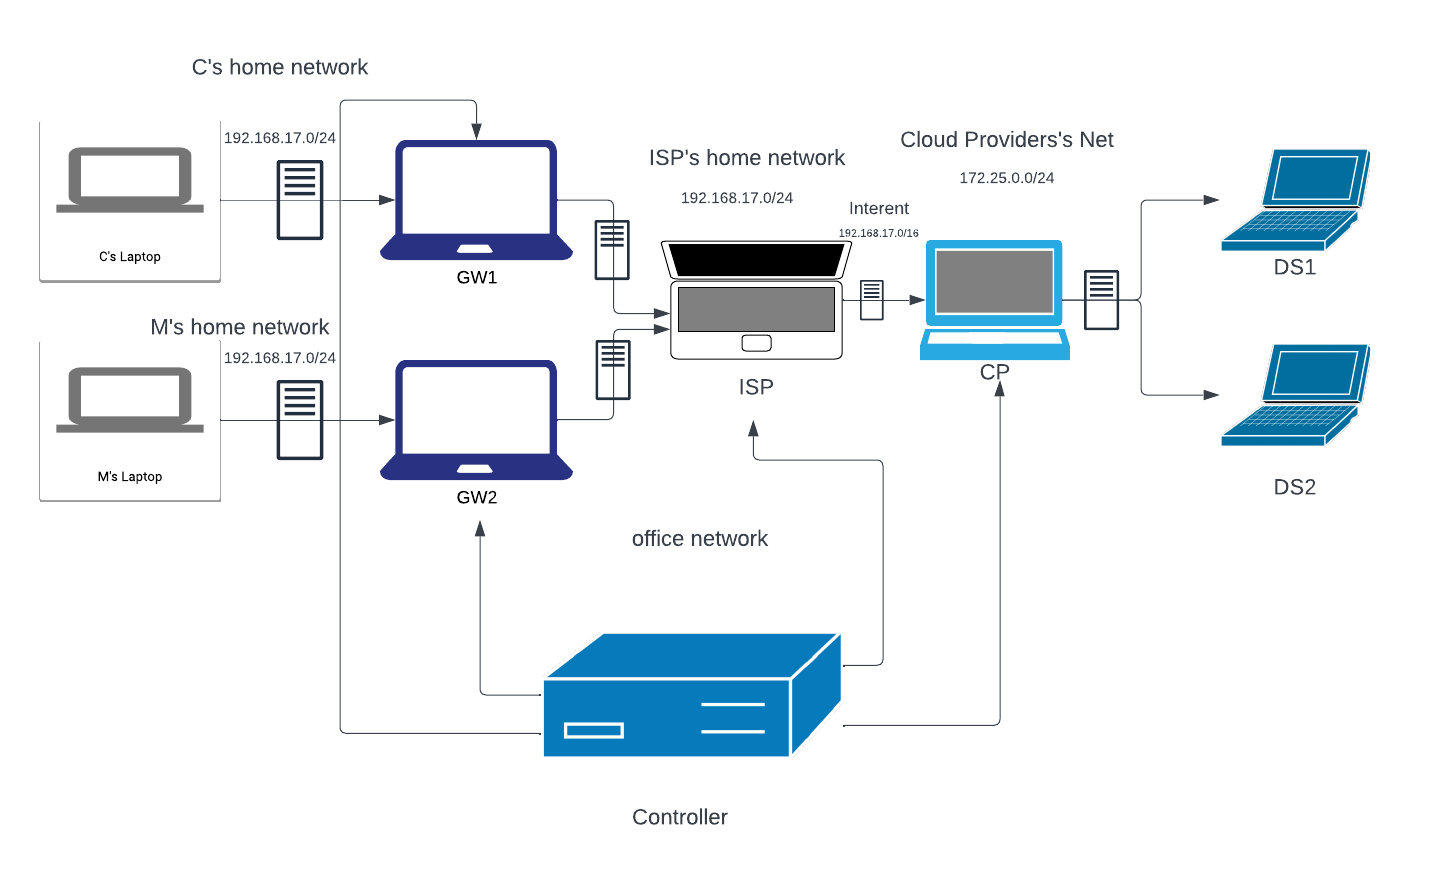 C's home network
192.168.17.0/24
C's Laptop
GW1
ISP's home network
192.168.17.0/24
Interent
192.168.17.0/16
Cloud Providers's Net
172.25.0.0/24
DS1
M's home network
192.168.17.0/24
M's Laptop
GW2
ISP
CP
DS2
office network
Controller